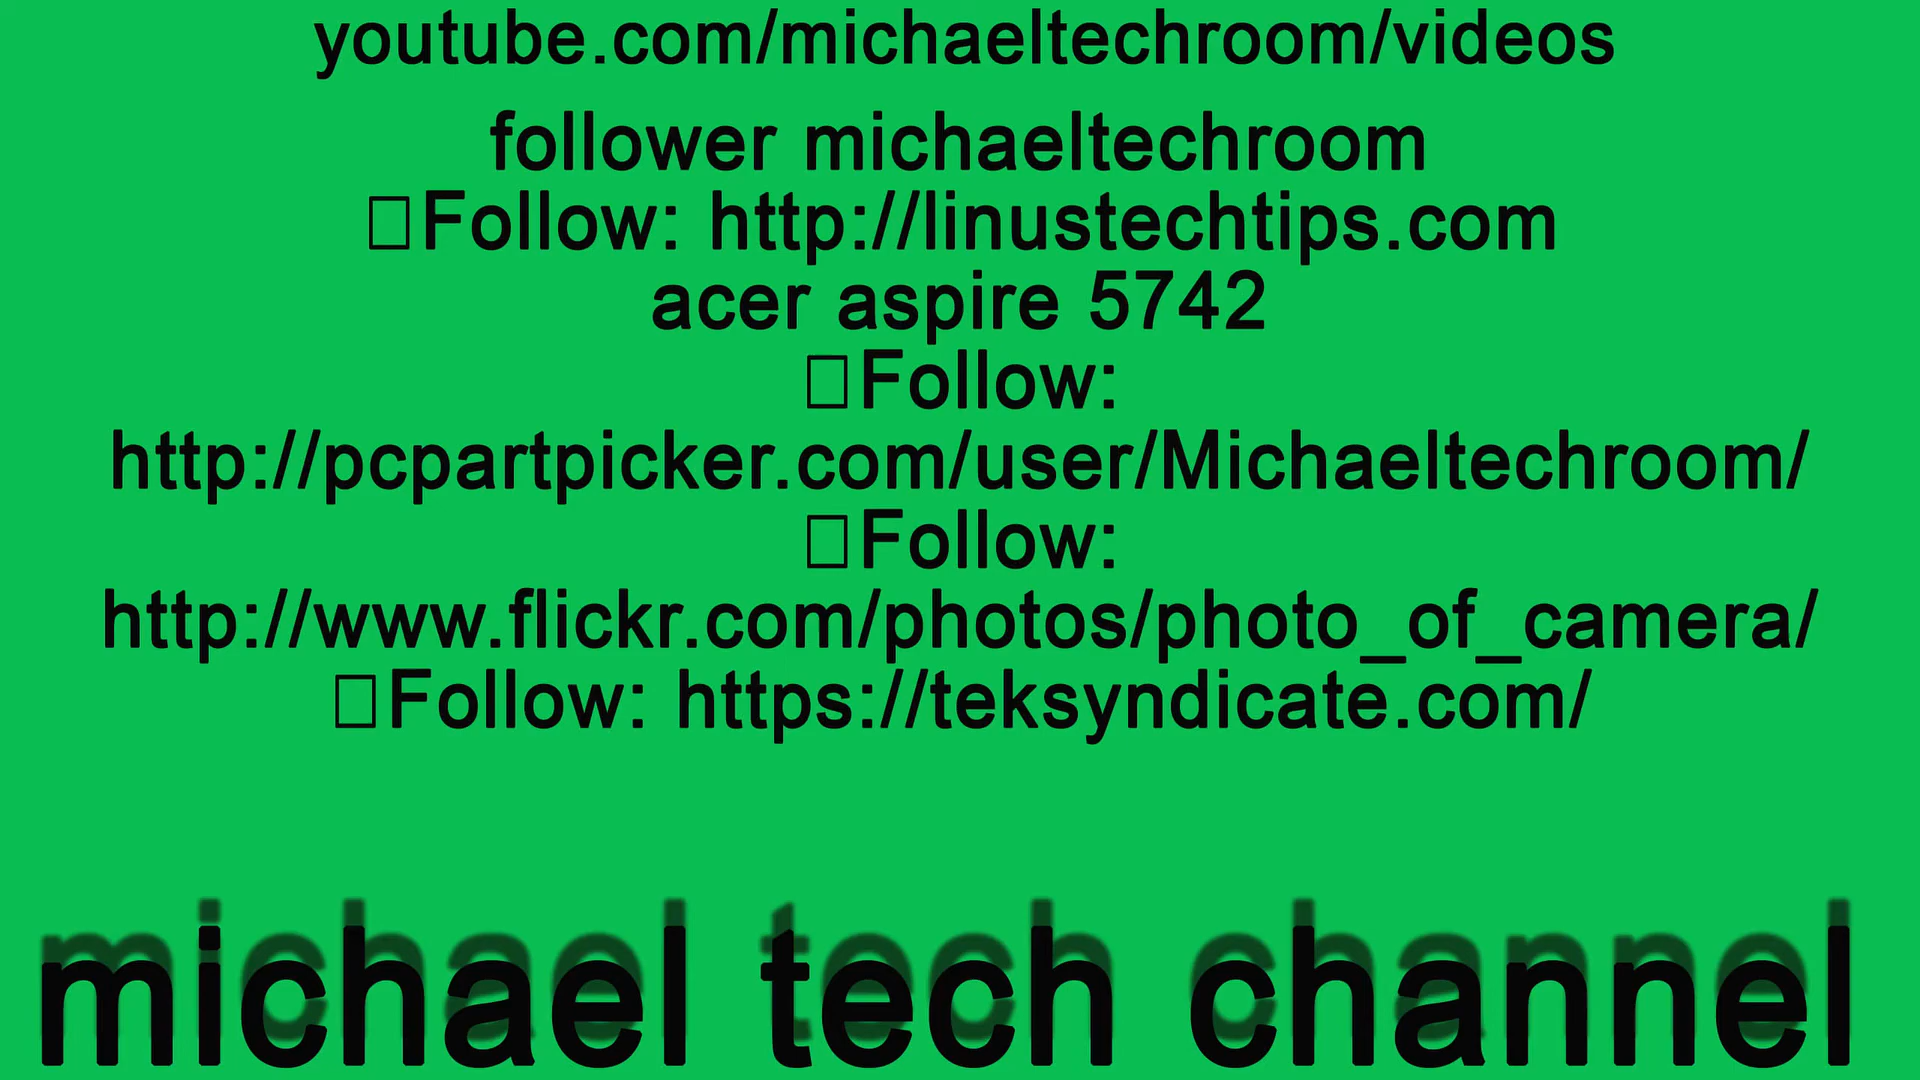 youtube.com/michaeltechroom/videos
follower michaeltechroom
□Follow: http://linustechtips.com
acer aspire 5742
□Follow:
http://pcpartpicker.com/user/Michaeltechroom/
□Follow:
http://www.flickr.com/photos/photo_of_camera/
□Follow: https://teksyndicate.com/
michael tech channel